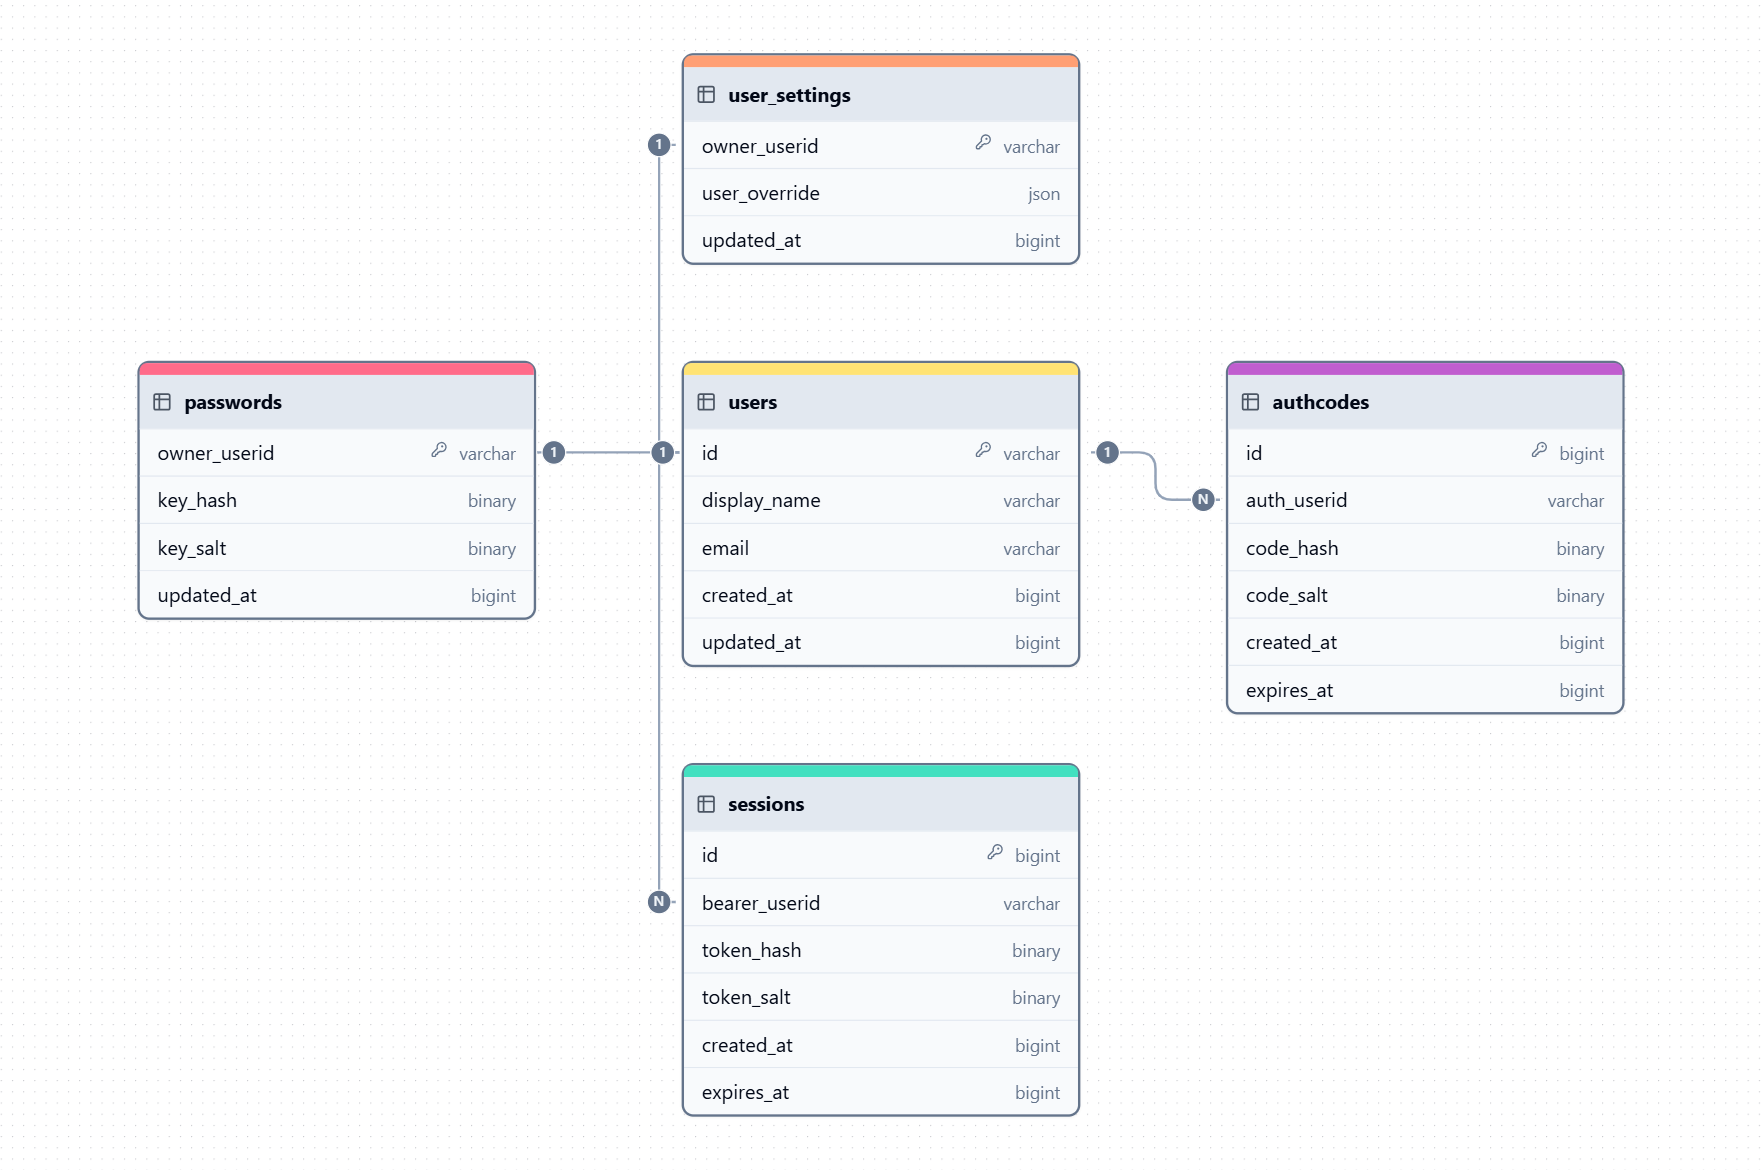 user_settings
1
owner_userid varchar
user_override json
updated_at bigint
passwords
owner_userid varchar
key_hash binary
key_salt binary
updated_at bigint
1
1
users
id varchar
display_name varchar
email varchar
created_at bigint
updated_at bigint
1
N
authcodes
id bigint
auth_userid varchar
code_hash binary
code_salt binary
created_at bigint
expires_at bigint
sessions
id bigint
N
bearer_userid varchar
token_hash binary
token_salt binary
created_at bigint
expires_at bigint